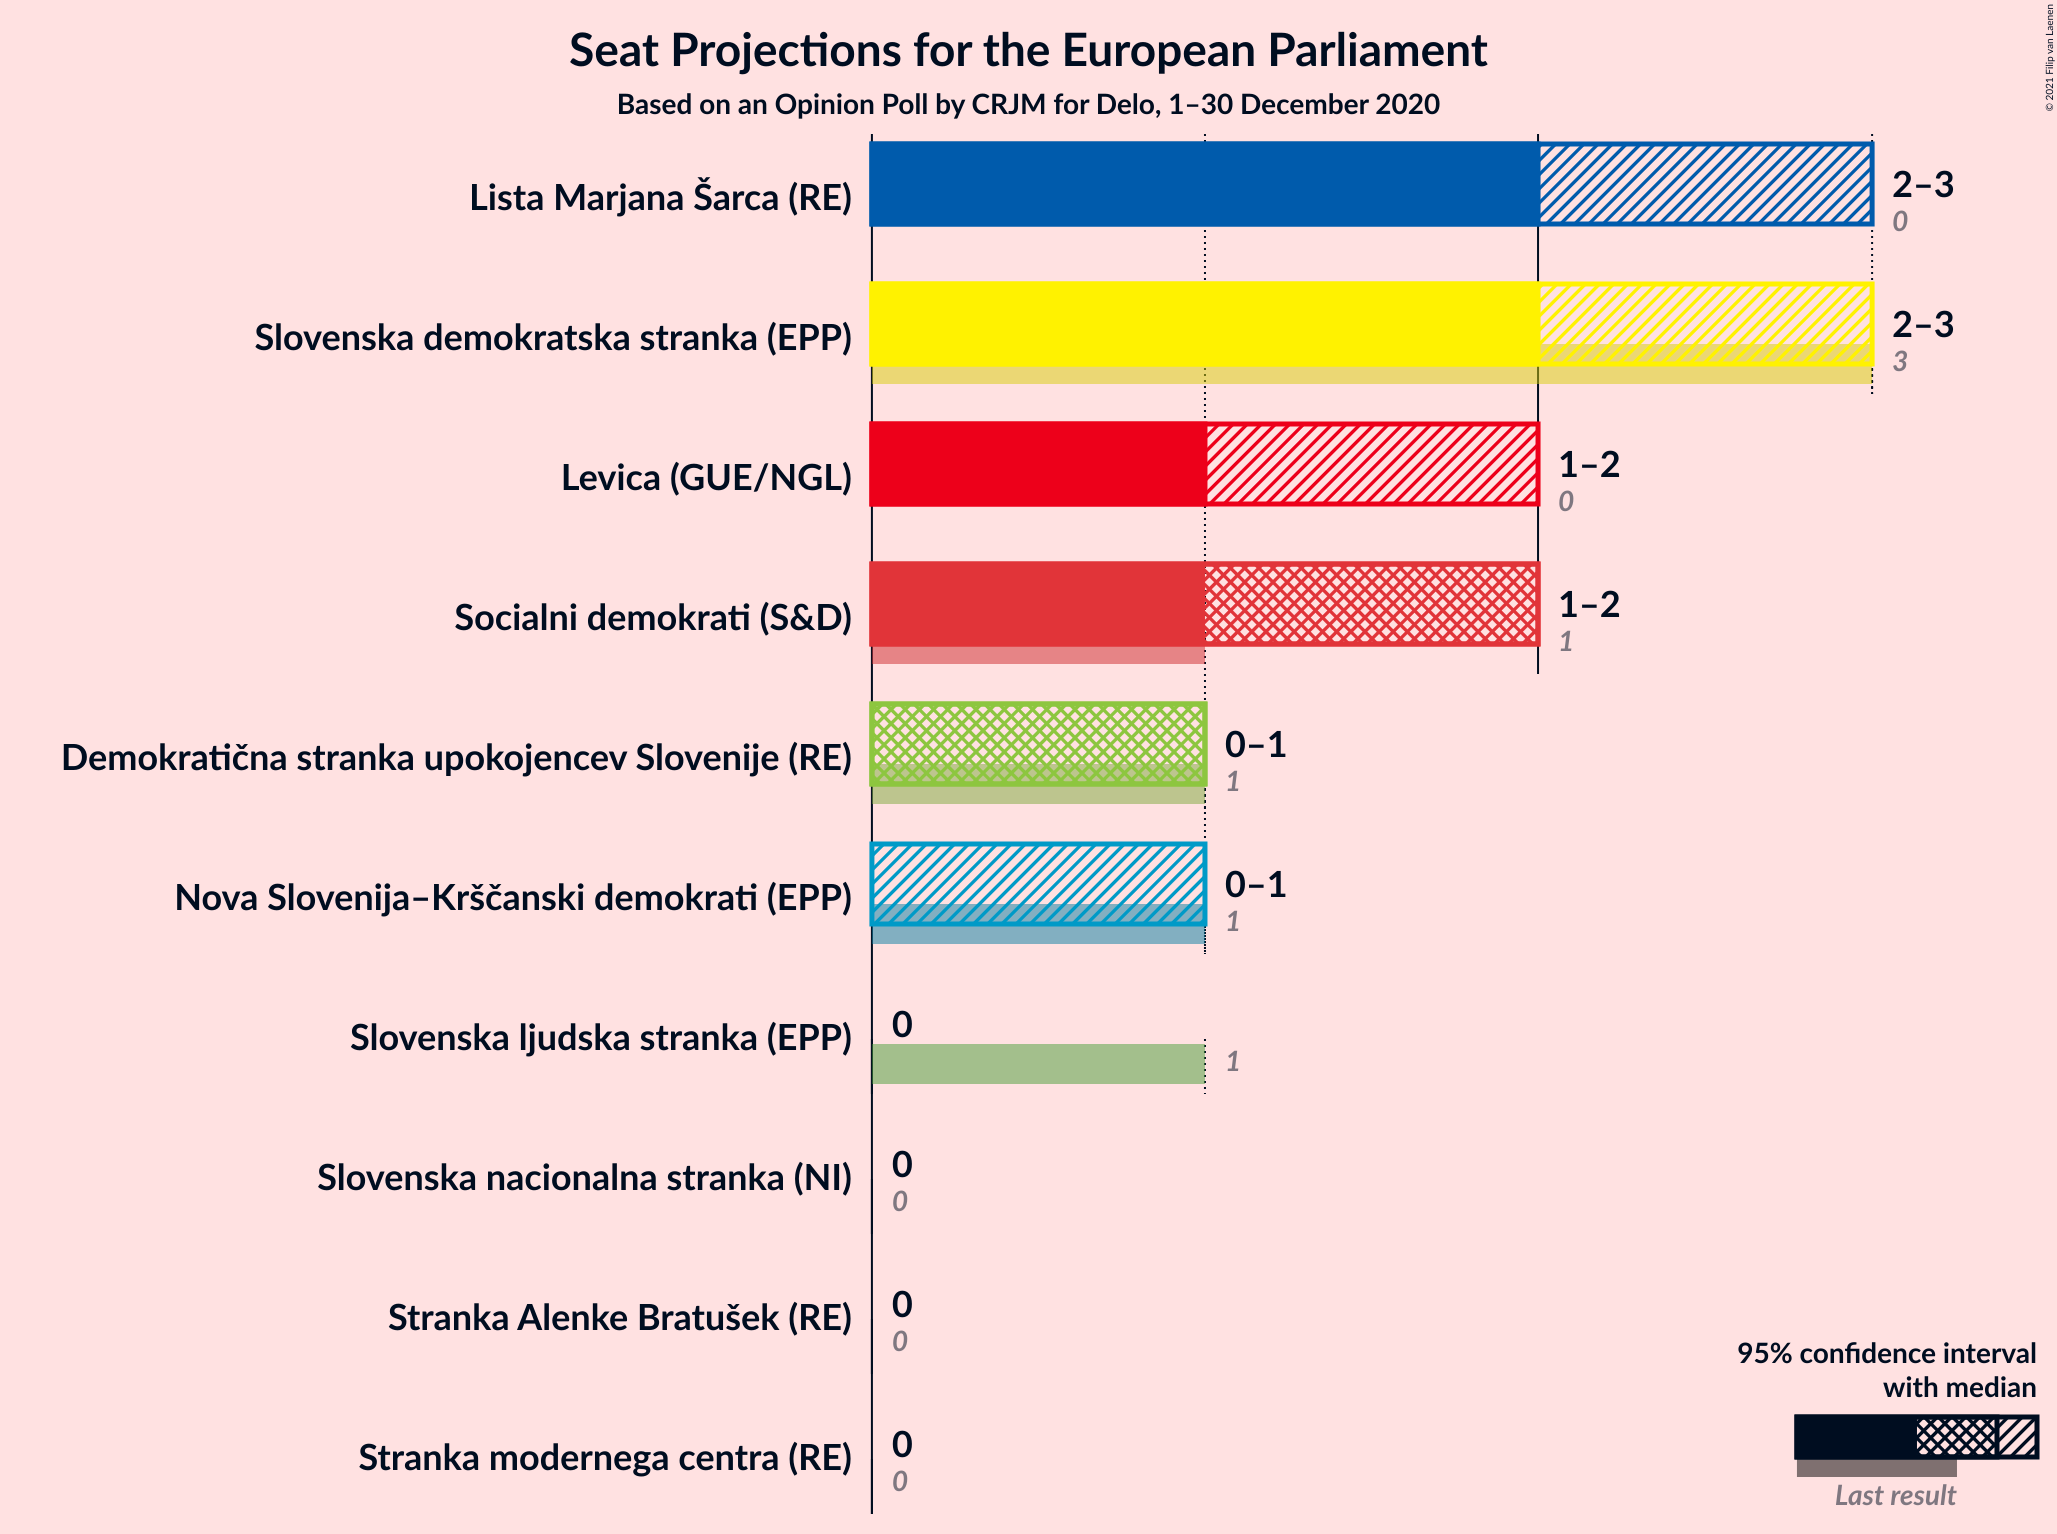 Seat Projections for the European Parliament
Based on an Opinion Poll by CRJM for Delo, 1–30 December 2020
© 2021 Filip van Laenen
Lista Marjana Šarca (RE)
2–3
0
Slovenska demokratska stranka (EPP)
2–3
3
Levica (GUE/NGL)
1–2
0
Socialni demokrati (S&D)
1–2
1
Demokratična stranka upokojencev Slovenije (RE)
0–1
1
Nova Slovenija–Krščanski demokrati (EPP)
0–1
1
Slovenska ljudska stranka (EPP)
0
1
Slovenska nacionalna stranka (NI)
0
0
Stranka Alenke Bratušek (RE)
0
0
Stranka modernega centra (RE)
0
0
95% confidence interval
with median
Last result